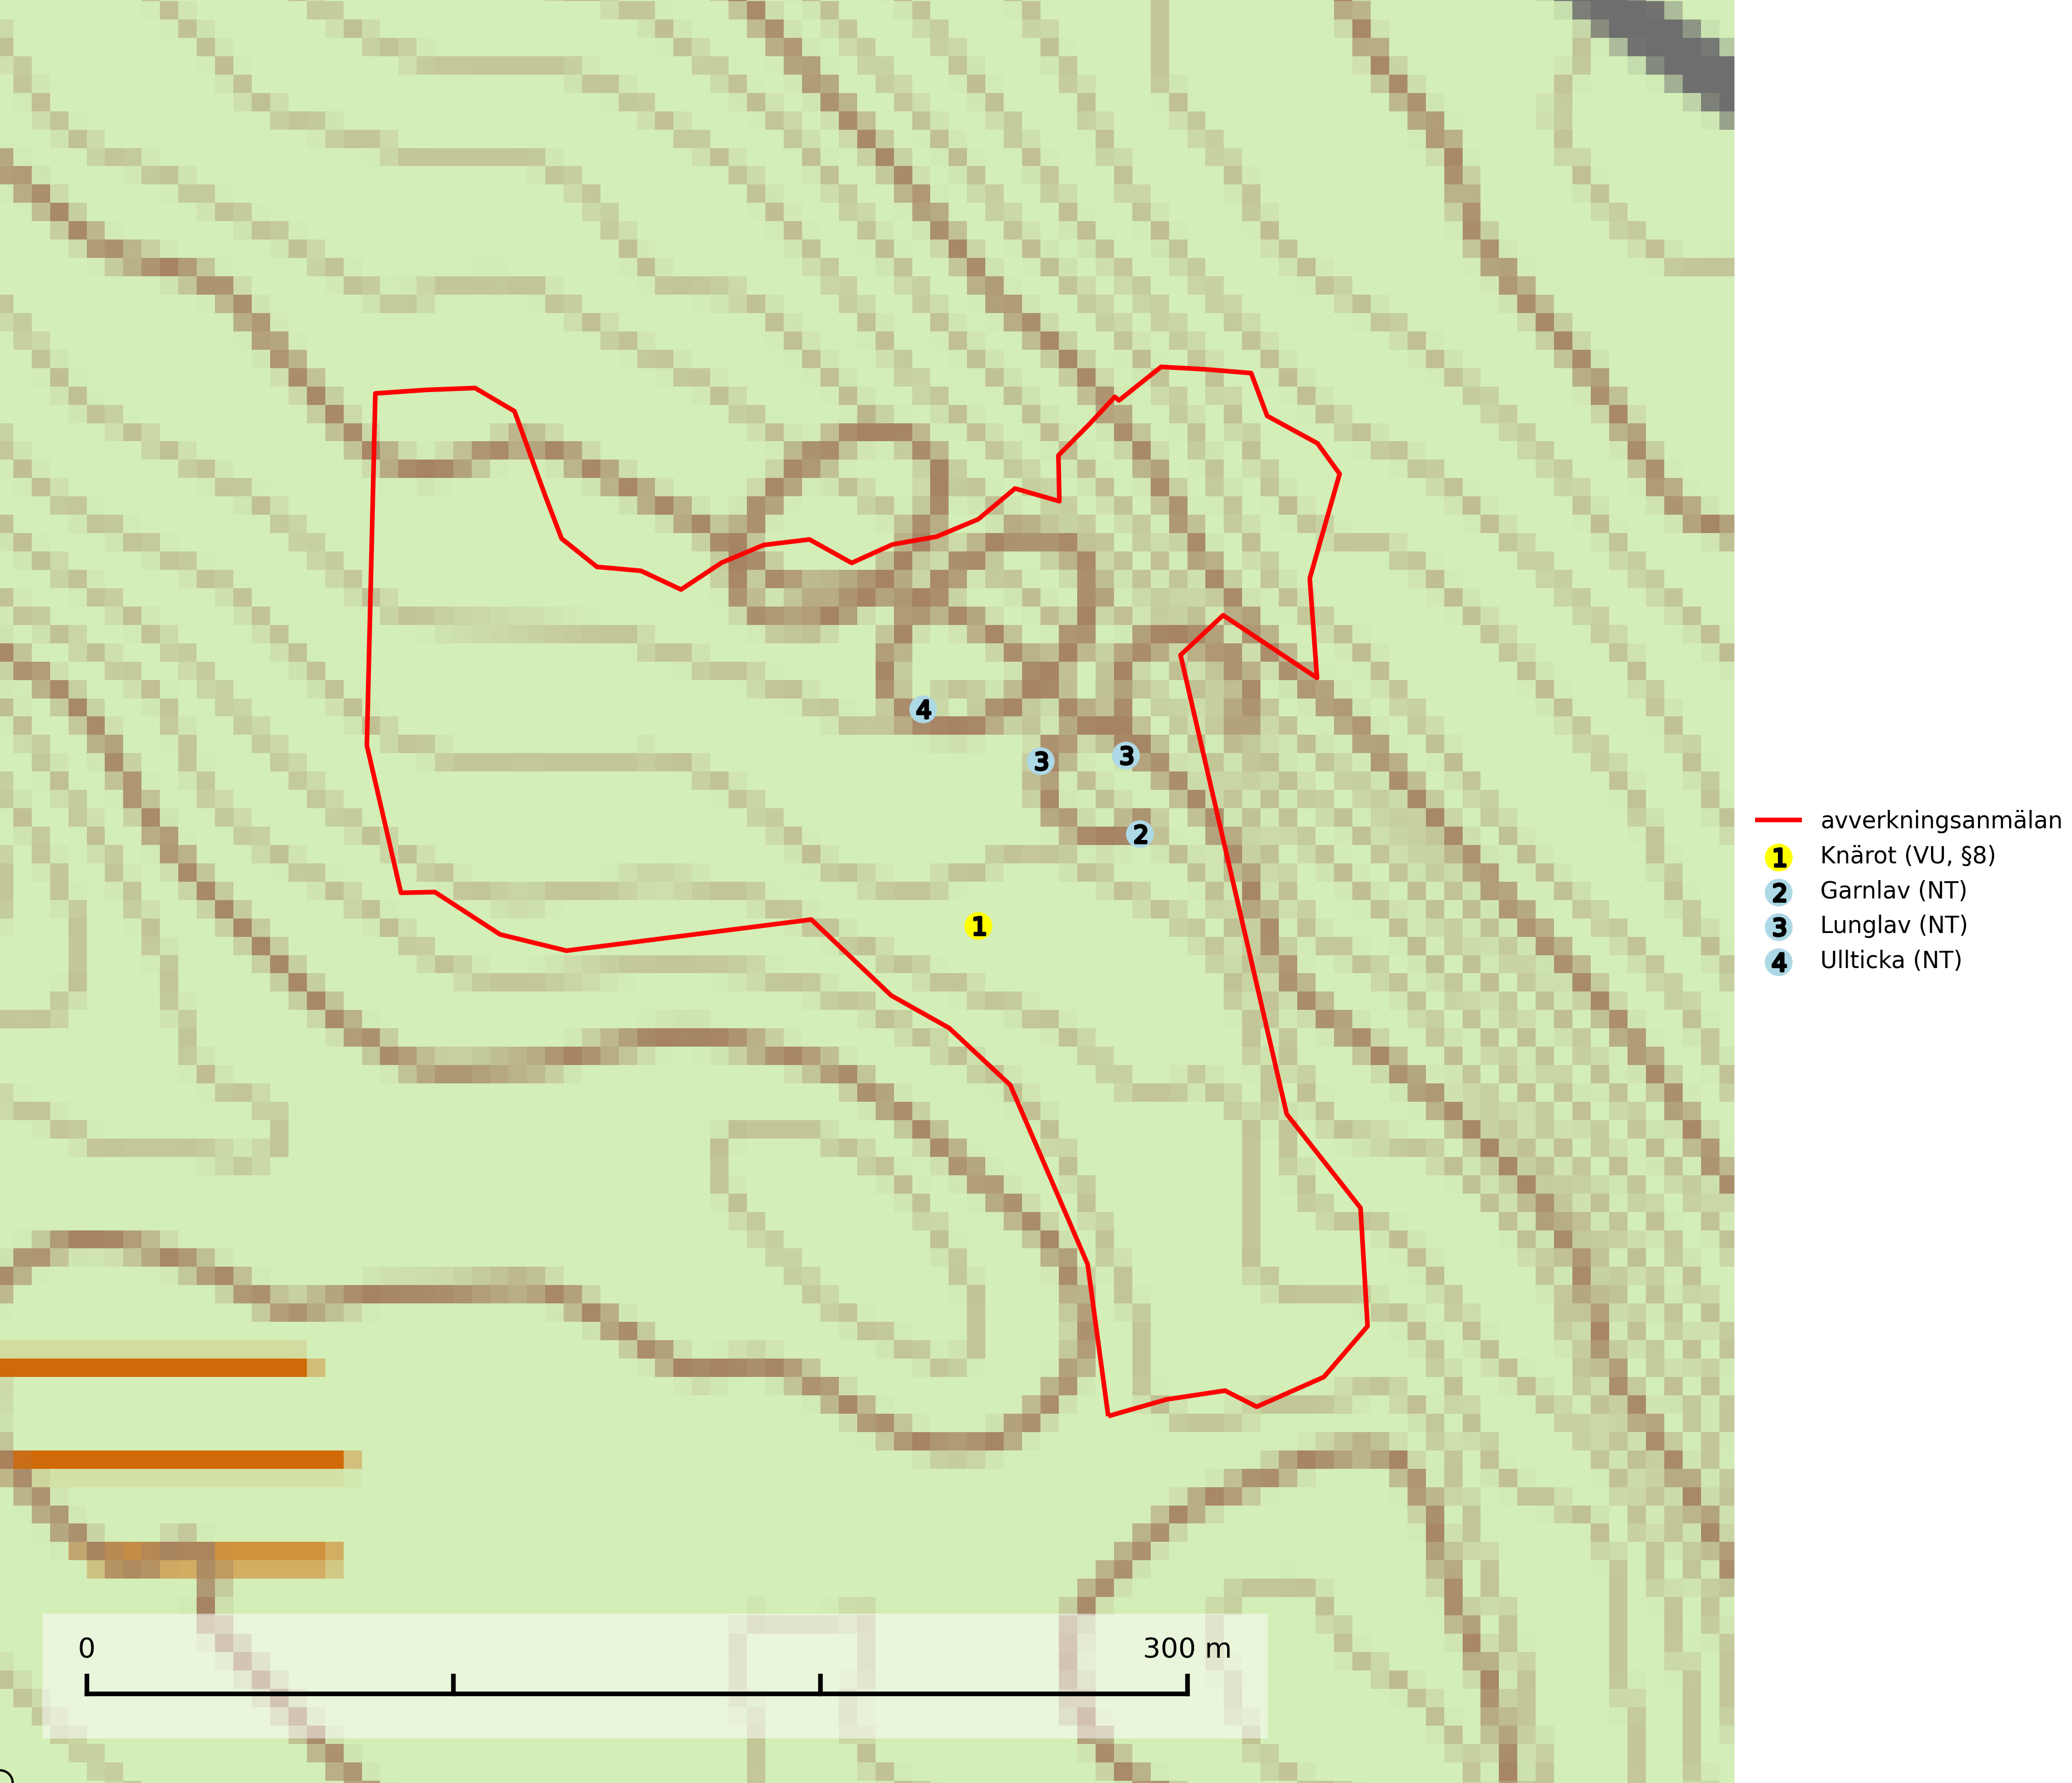 4
3
3
2
1
avverkningsanmälan
1 Knärot (VU, §8)
2 Garnlav (NT)
3 Lunglav (NT)
4 Ullticka (NT)
0 300 m